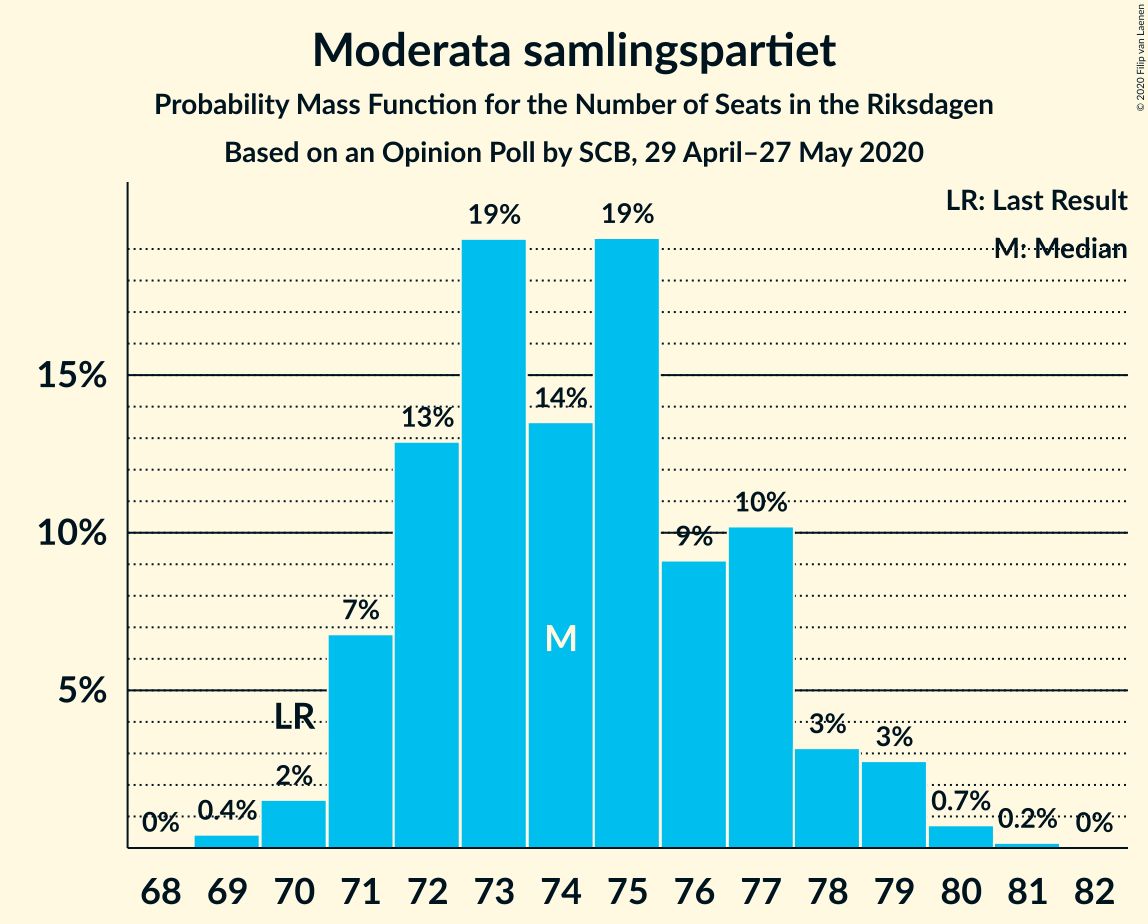 Moderata samlingspartiet
Probability Mass Function for the Number of Seats in the Riksdagen
Based on an Opinion Poll by SCB, 29 April–27 May 2020
© 2020 Filip van Laenen
LR: Last Result
M: Median
15%
10%
5%
0%
0.4%
2%
LR
7%
13%
19%
14%
M
19%
9%
10%
3%
3%
0.7%
0.2%
0%
68 69 70 71 72 73 74 75 76 77 78 79 80 81 82